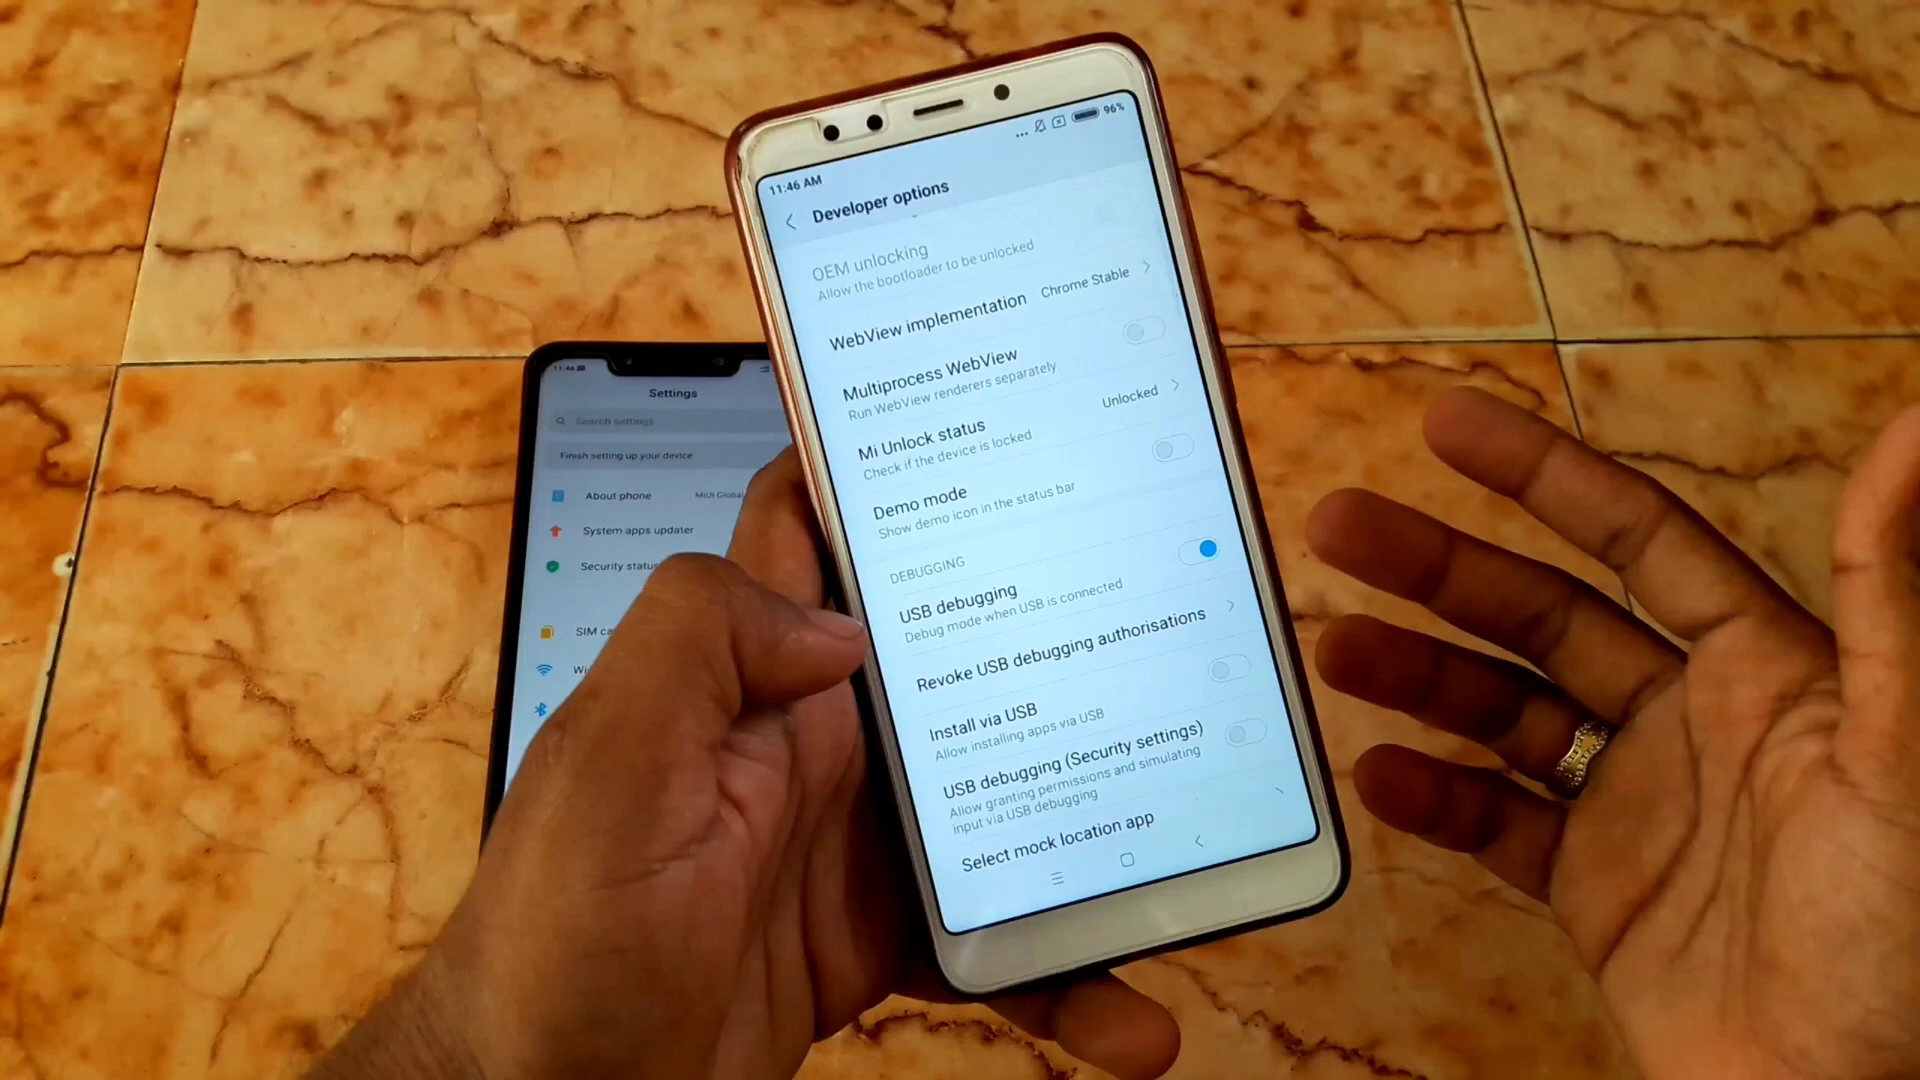 11:46 AM
96%
Developer options
OEM unlocking
Allow the bootloader to be unlocked
WebView implementation
Chrome Stable
Multiprocess WebView
Run WebView renderers separately
Mi Unlock status
Check if the device is locked
Unlocked
Demo mode
Show demo icon in the status bar
DEBUGGING
USB debugging
Debug mode when USB is connected
Revoke USB debugging authorisations
Install via USB
Allow installing apps via USB
USB debugging (Security settings)
Allow granting permissions and simulating
input via USB debugging
Select mock location app
11:46
Settings
Search settings
Finish setting up your device
About phone
MIUI Global
System apps updater
Security status
SIM ca
Wi